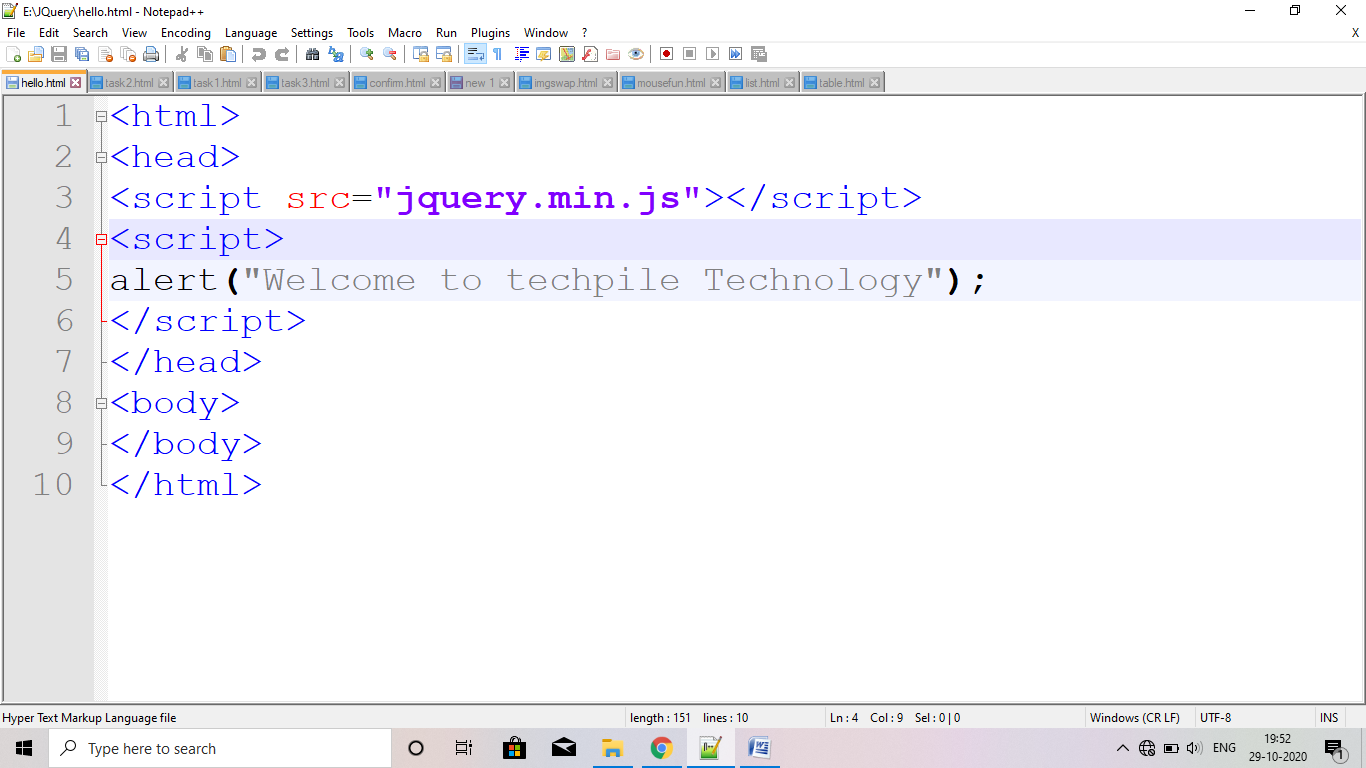 E:\JQuery\hello.html - Notepad++
File Edit Search View Encoding Language Settings Tools Macro Run Plugins Window ? X
hello.html task2.html task1.html task3.html confirm.html new 1 imgswap.html mousefun.html list.html table.html
1 <html>
2 <head>
3 <script src="jquery.min.js"></script>
4 <script>
5 alert("Welcome to techpile Technology");
6 </script>
7 </head>
8 <body>
9 </body>
10 </html>
Hyper Text Markup Language file length : 151 lines : 10 Ln : 4 Col : 9 Sel : 0 | 0 Windows (CR LF) UTF-8 INS
Type here to search ENG 19:52
29-10-2020 1